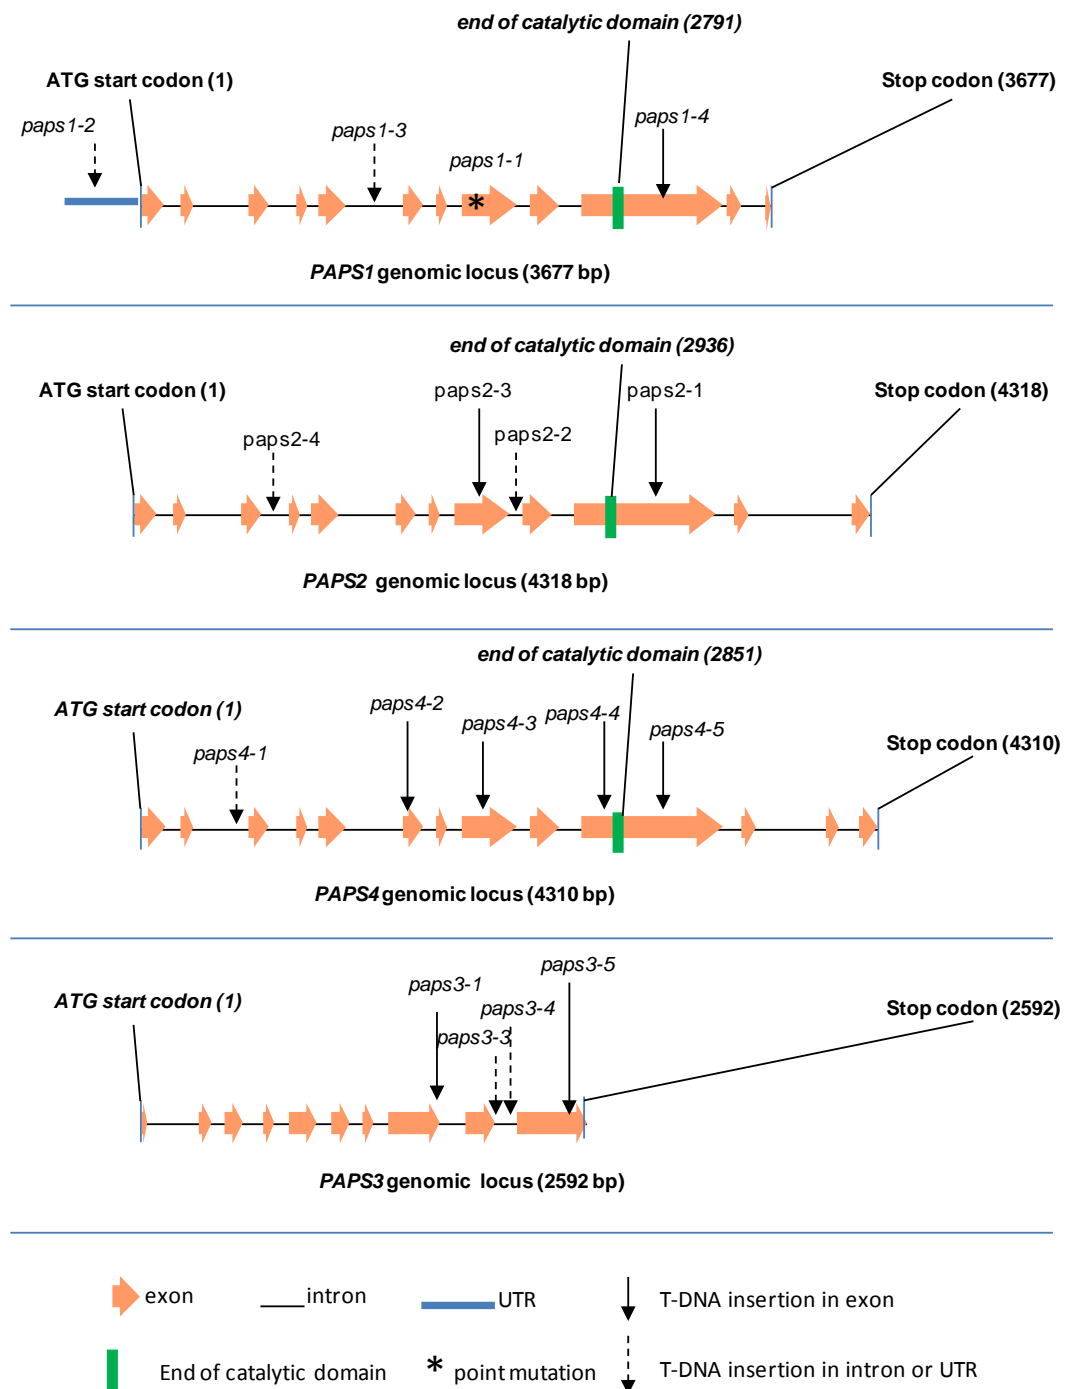 end of catalytic domain (2791)
ATG start codon (1)
Stop codon (3677)
paps1-2
paps1-3
paps1-4
paps1-1
*
PAPS1 genomic locus (3677 bp)
end of catalytic domain (2936)
ATG start codon (1)
paps2-3
paps2-1
Stop codon (4318)
paps2-4
paps2-2
PAPS2 genomic locus (4318 bp)
end of catalytic domain (2851)
ATG start codon (1)
paps4-2
paps4-3
paps4-4
paps4-5
Stop codon (4310)
paps4-1
PAPS4 genomic locus (4310 bp)
paps3-5
ATG start codon (1)
paps3-1
paps3-4
Stop codon (2592)
paps3-3
PAPS3 genomic locus (2592 bp)
exon
intron
UTR
T-DNA insertion in exon
End of catalytic domain
* point mutation
T-DNA insertion in intron or UTR